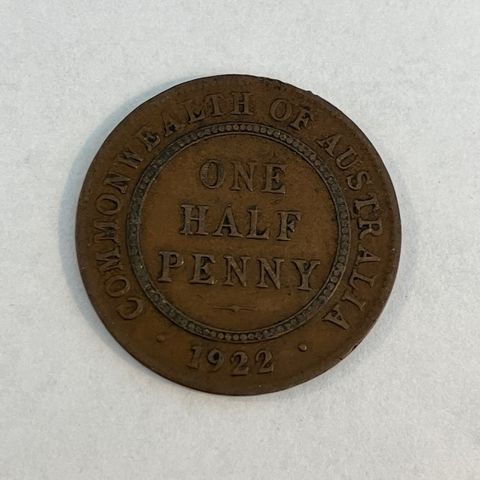 COMMONWEALTH OF AUSTRALIA
ONE
HALF
PENNY
· 1922 ·